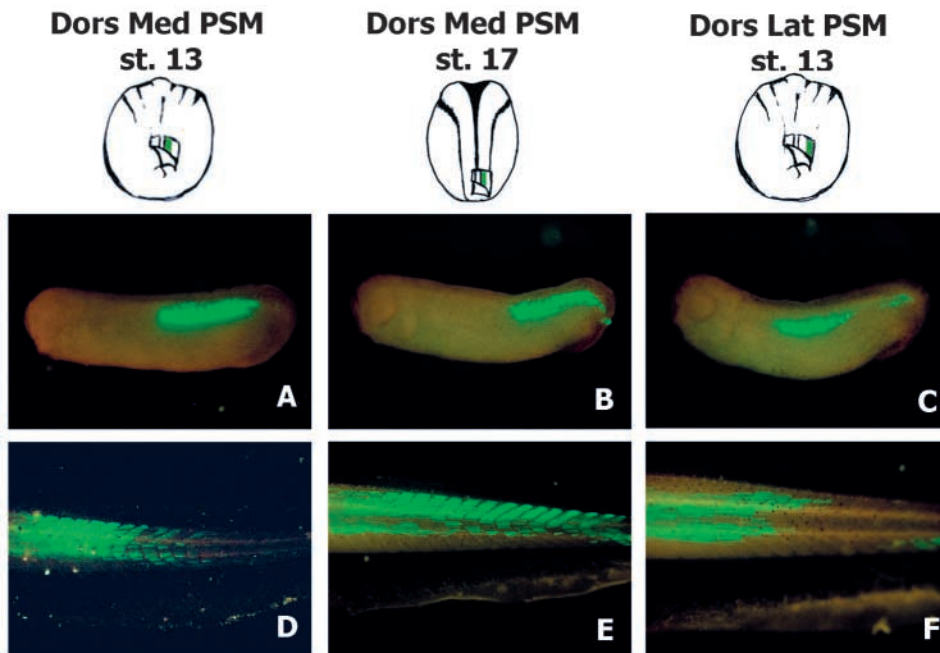 Dors Med PSM
st. 13
Dors Med PSM
st. 17
Dors Lat PSM
st. 13
A
B
C
D
E
F